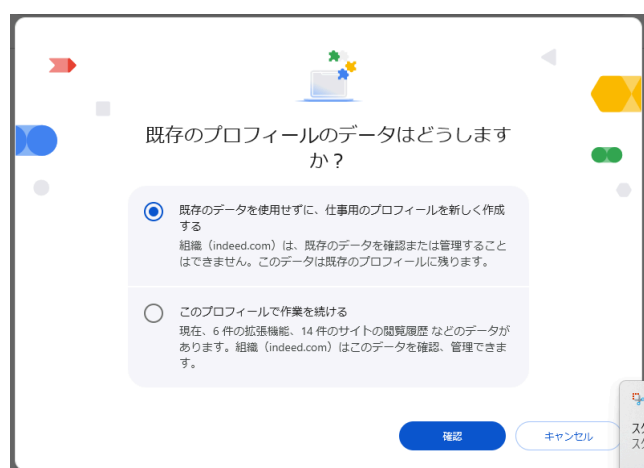 既存のプロフィールのデータはどうします
か？
既存のデータを使用せずに、仕事用のプロフィールを新しく作成
する
組織（indeed.com）は、既存のデータを確認または管理すること
はできません。このデータは既存のプロフィールに残ります。
このプロフィールで作業を続ける
現在、6 件の拡張機能、14 件のサイトの閲覧履歴 などのデータが
あります。組織（indeed.com）はこのデータを確認、管理できま
す。
確認
キャンセル